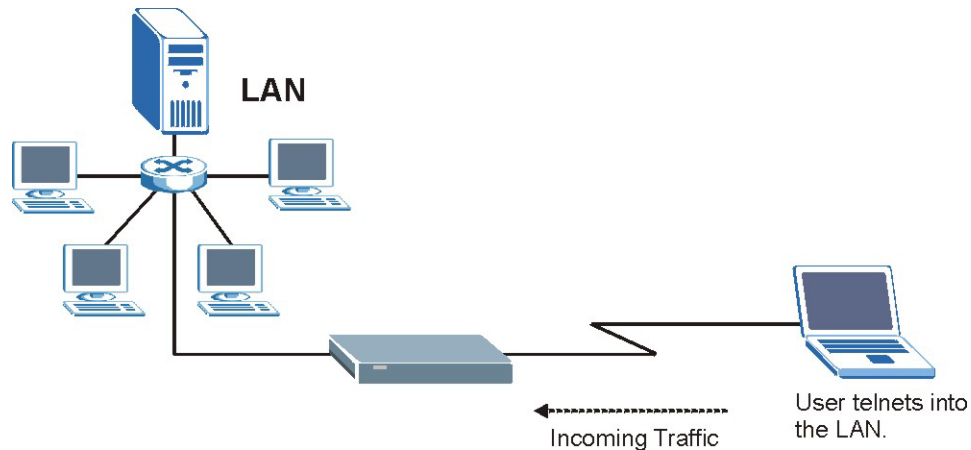 LAN
User telnets into
the LAN.
Incoming Traffic